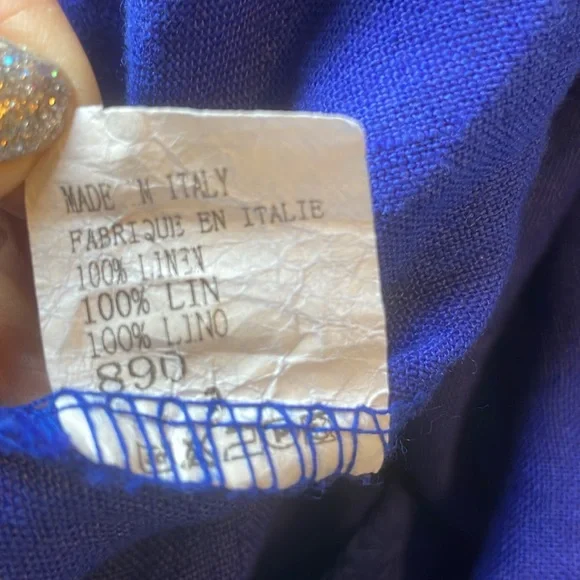 MADE IN ITALY
FABRIQUE EN ITALIE
100% LINEN
100% LIN
100% LINO
890